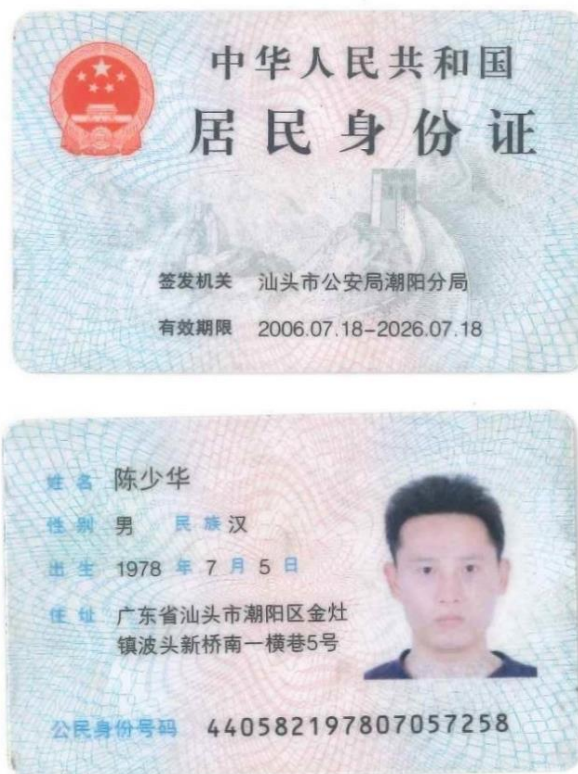 中华人民共和国
居民身份证
签发机关 汕头市公安局潮阳分局
有效期限 2006.07.18-2026.07.18
姓名 陈少华
性别 男 民族 汉
出生 1978 年 7 月 5 日
住址 广东省汕头市潮阳区金灶
镇波头新桥南一横巷5号
公民身份号码 440582197807057258